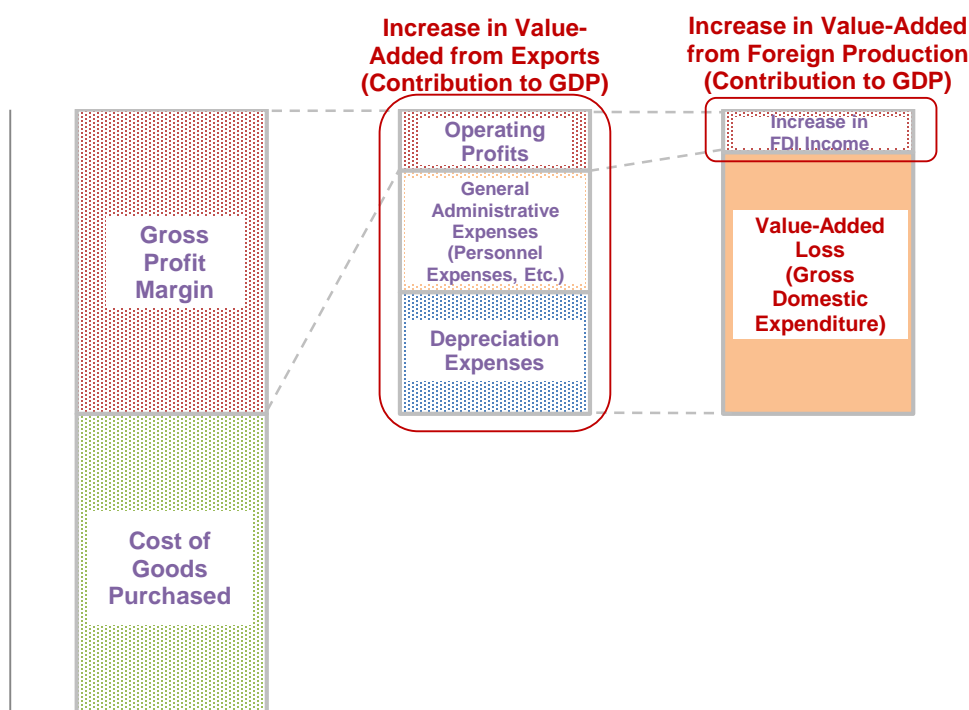 Increase in Value-
Added from Exports
(Contribution to GDP)
Increase in Value-Added
from Foreign Production
(Contribution to GDP)
Gross
Profit
Margin
Cost of
Goods
Purchased
Operating
Profits
General
Administrative
Expenses
(Personnel
Expenses, Etc.)
Depreciation
Expenses
Increase in
FDI Income
Value-Added
Loss
(Gross
Domestic
Expenditure)